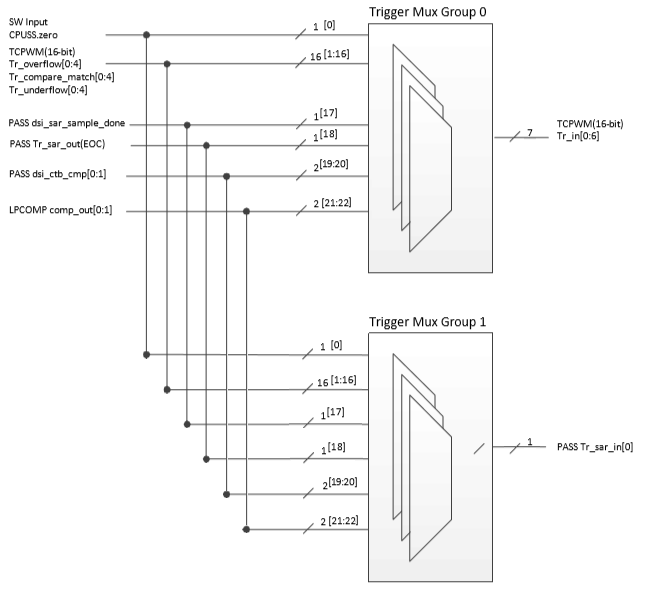 Trigger Mux Group 0
SW Input
CPUSS.zero
1 [0]
TCPWM(16-bit)
Tr_overflow[0:4]
Tr_compare_match[0:4]
Tr_underflow[0:4]
16 [1:16]
PASS dsi_sar_sample_done
1[17]
PASS Tr_sar_out(EOC)
1[18]
PASS dsi_ctb_cmp[0:1]
2[19:20]
LPCOMP comp_out[0:1]
2 [21:22]
7
TCPWM(16-bit)
Tr_in[0:6]
Trigger Mux Group 1
1 [0]
16 [1:16]
1[17]
1[18]
2[19:20]
2 [21:22]
1
PASS Tr_sar_in[0]